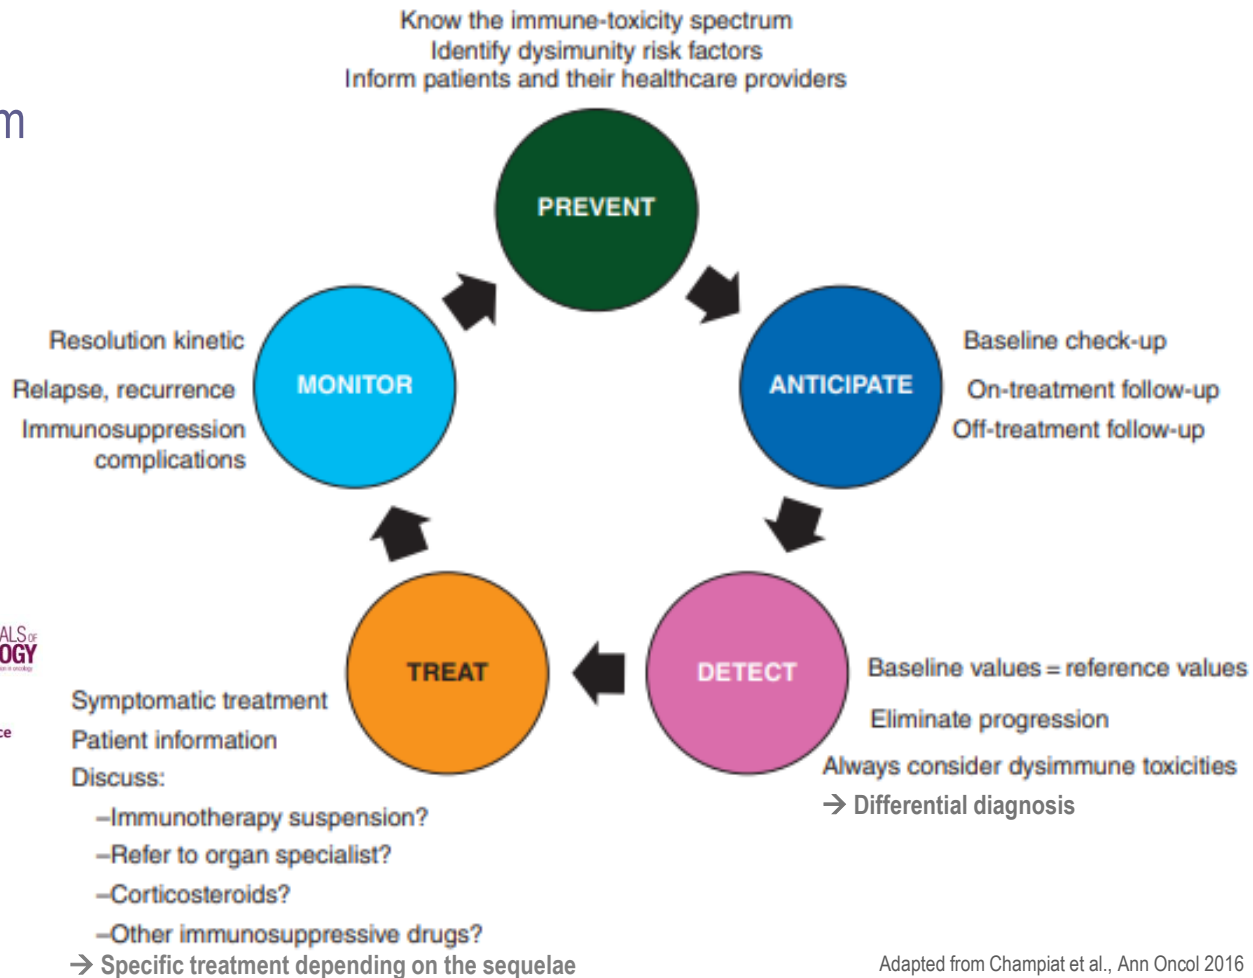 Know the immune-toxicity spectrum
Identify dysimunity risk factors
Inform patients and their healthcare providers
PREVENT
ANTICIPATE
Baseline check-up
On-treatment follow-up
Off-treatment follow-up
DETECT
Baseline values = reference values
Eliminate progression
Always consider dysimmune toxicities
→ Differential diagnosis
TREAT
Symptomatic treatment
Patient information
Discuss:
–Immunotherapy suspension?
–Refer to organ specialist?
–Corticosteroids?
–Other immunosuppressive drugs?
→ Specific treatment depending on the sequelae
MONITOR
Resolution kinetic
Relapse, recurrence
Immunosuppression
complications
Adapted from Champiat et al., Ann Oncol 2016